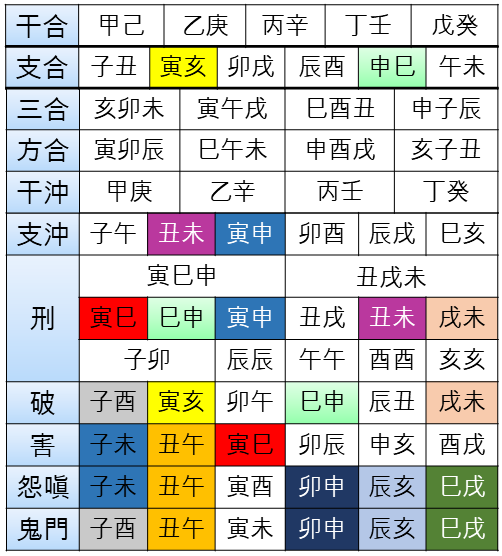 干合 甲己 乙庚 丙辛 丁壬 戊癸
支合 子丑 寅亥 卯戌 辰酉 申巳 午未
三合 亥卯未 寅午戌 巳酉丑 申子辰
方合 寅卯辰 巳午未 申酉戌 亥子丑
干沖 甲庚 乙辛 丙壬 丁癸
支沖 子午 丑未 寅申 卯酉 辰戌 巳亥
刑 寅巳申 丑戌未
寅巳 巳申 寅申 丑戌 丑未 戌未
子卯 辰辰 午午 酉酉 亥亥
破 子酉 寅亥 卯午 巳申 辰丑 戌未
害 子未 丑午 寅巳 卯辰 申亥 酉戌
怨嗔 子未 丑午 寅酉 卯申 辰亥 巳戌
鬼門 子酉 丑午 寅未 卯申 辰亥 巳戌